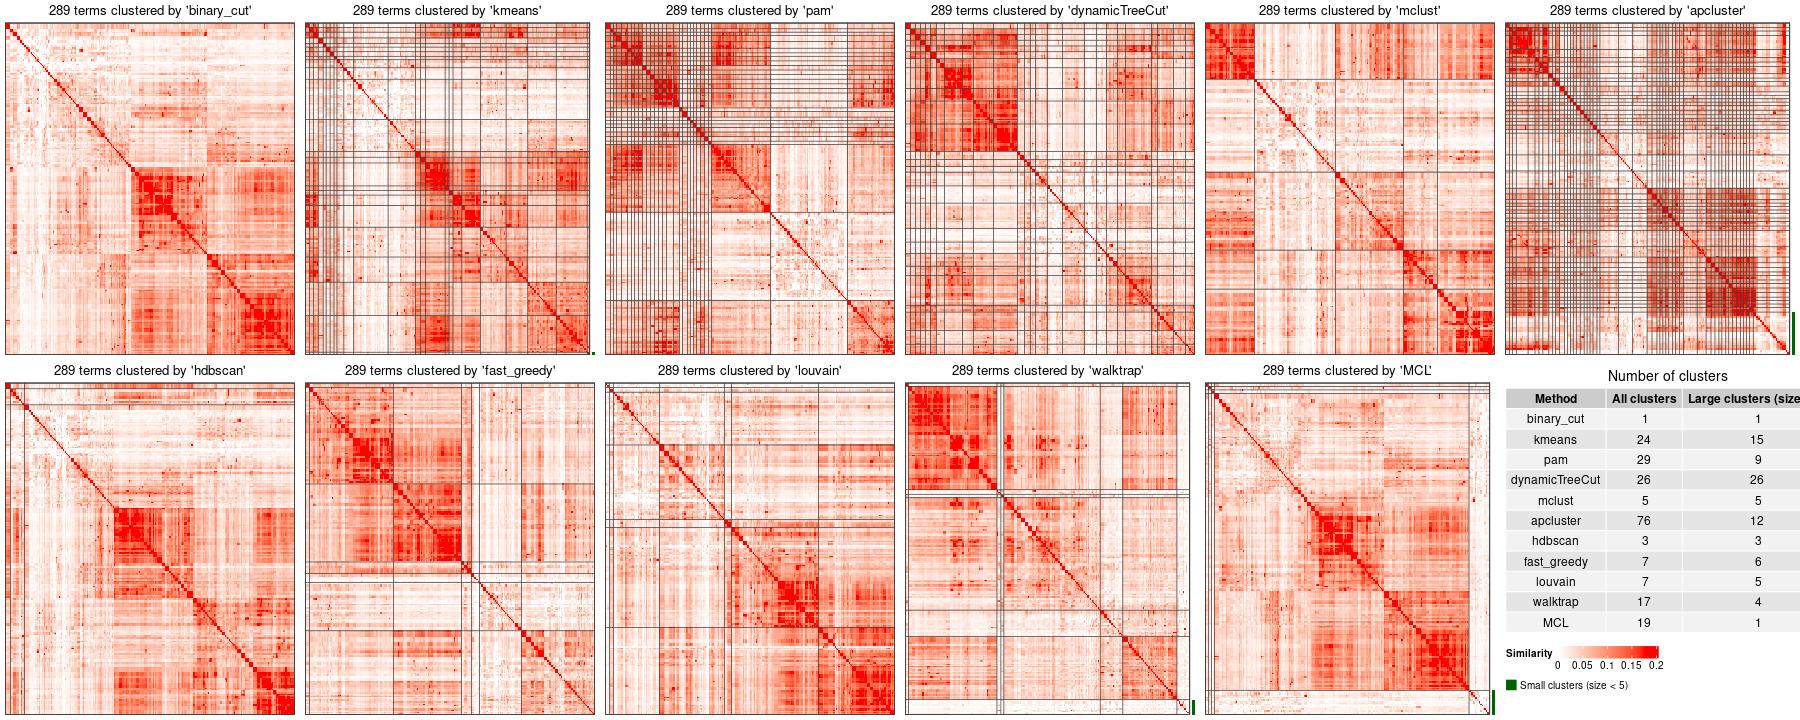 289 terms clustered by 'binary_cut'
289 terms clustered by 'kmeans'
289 terms clustered by 'pam'
289 terms clustered by 'dynamicTreeCut'
289 terms clustered by 'mclust'
289 terms clustered by 'apcluster'
289 terms clustered by 'hdbscan'
289 terms clustered by 'fast_greedy'
289 terms clustered by 'louvain'
289 terms clustered by 'walktrap'
289 terms clustered by 'MCL'
Number of clusters
Method All clusters Large clusters (size
binary_cut 1 1
kmeans 24 15
pam 29 9
dynamicTreeCut 26 26
mclust 5 5
apcluster 76 12
hdbscan 3 3
fast_greedy 7 6
louvain 7 5
walktrap 17 4
MCL 19 1
Similarity
0 0.05 0.1 0.15 0.2
Small clusters (size < 5)